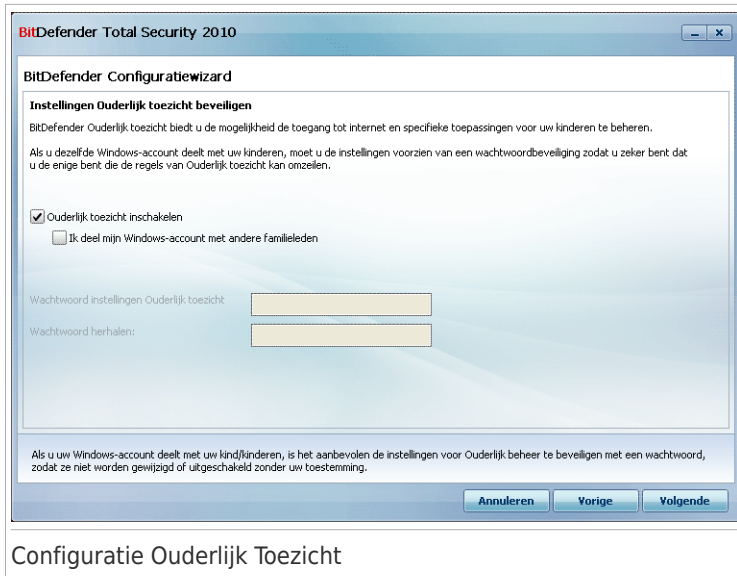 BitDefender Total Security 2010
BitDefender Configuratiewizard
Instellingen Ouderlijk toezicht beveiligen
BitDefender Ouderlijk toezicht biedt u de mogelijkheid de toegang tot internet en specifieke toepassingen voor uw kinderen te beheren.
Als u dezelfde Windows-account deelt met uw kinderen, moet u de instellingen voorzien van een wachtwoordbeveiliging zodat u zeker bent dat
u de enige bent die de regels van Ouderlijk toezicht kan omzeilen.
Ouderlijk toezicht inschakelen
Ik deel mijn Windows-account met andere familieleden
Wachtwoord instellingen Ouderlijk toezicht
Wachtwoord herhalen:
Als u uw Windows-account deelt met uw kind/kinderen, is het aanbevolen de instellingen voor Ouderlijk beheer te beveiligen met een wachtwoord,
zodat ze niet worden gewijzigd of uitgeschakeld zonder uw toestemming.
Annuleren Vorige Volgende
Configuratie Ouderlijk Toezicht